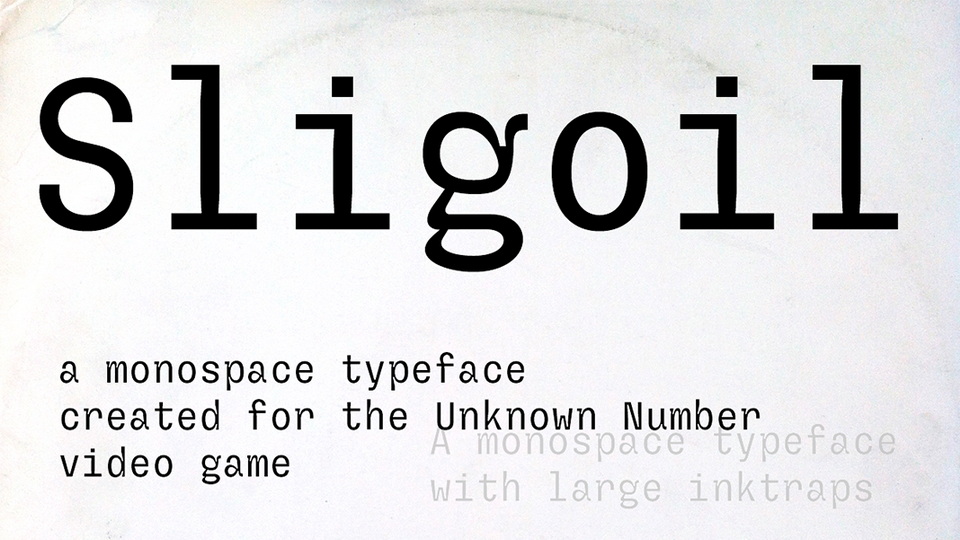 Sligoil
a monospace typeface
created for the Unknown Number
video game
A monospace typeface
with large inktraps